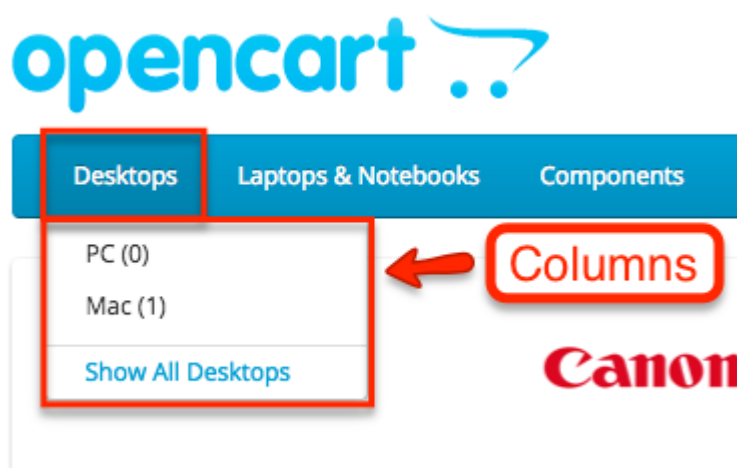 opencart
Desktops Laptops & Notebooks Components
PC (0)
Columns
Mac (1)
Show All Desktops
Canon